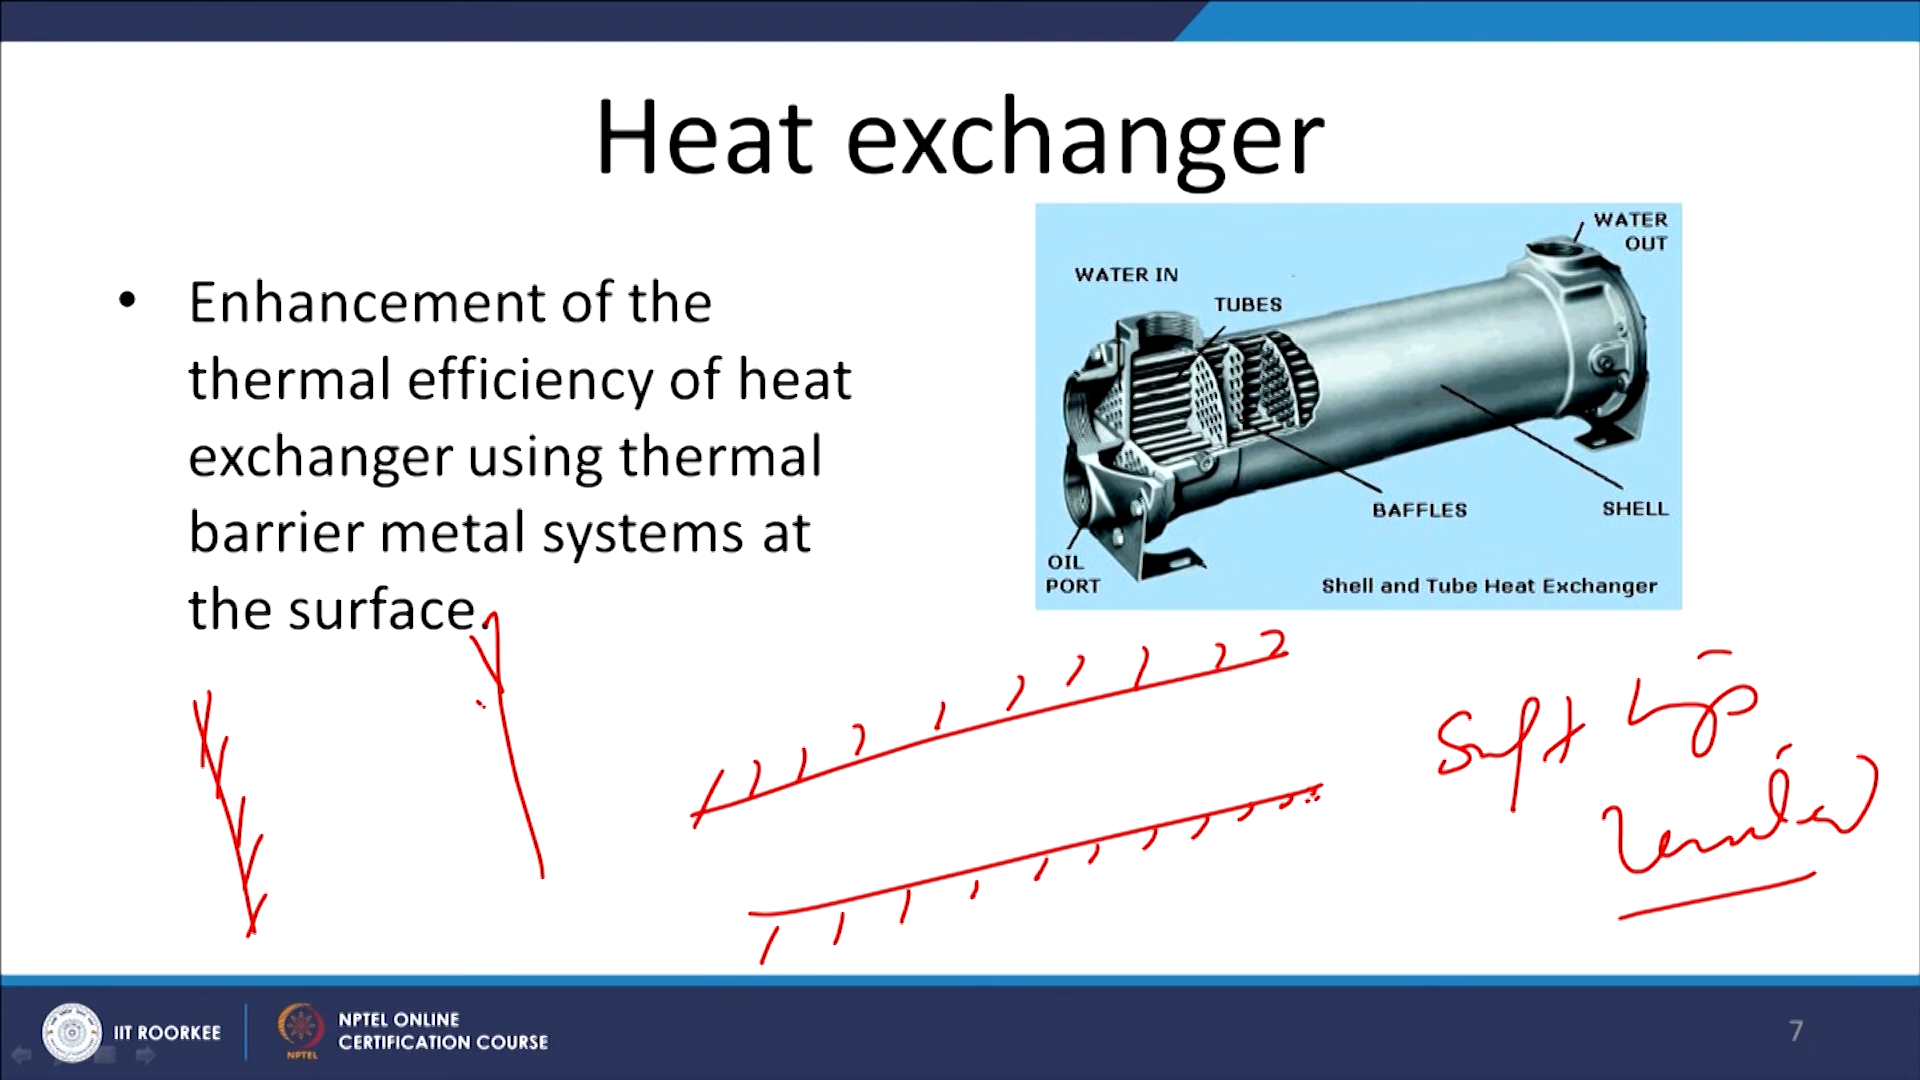 Heat exchanger
• Enhancement of the
thermal efficiency of heat
exchanger using thermal
barrier metal systems at
the surface.
WATER IN
TUBES
WATER
OUT
BAFFLES
SHELL
OIL
PORT
Shell and Tube Heat Exchanger
IIT ROORKEE
NPTEL
NPTEL ONLINE
CERTIFICATION COURSE
7